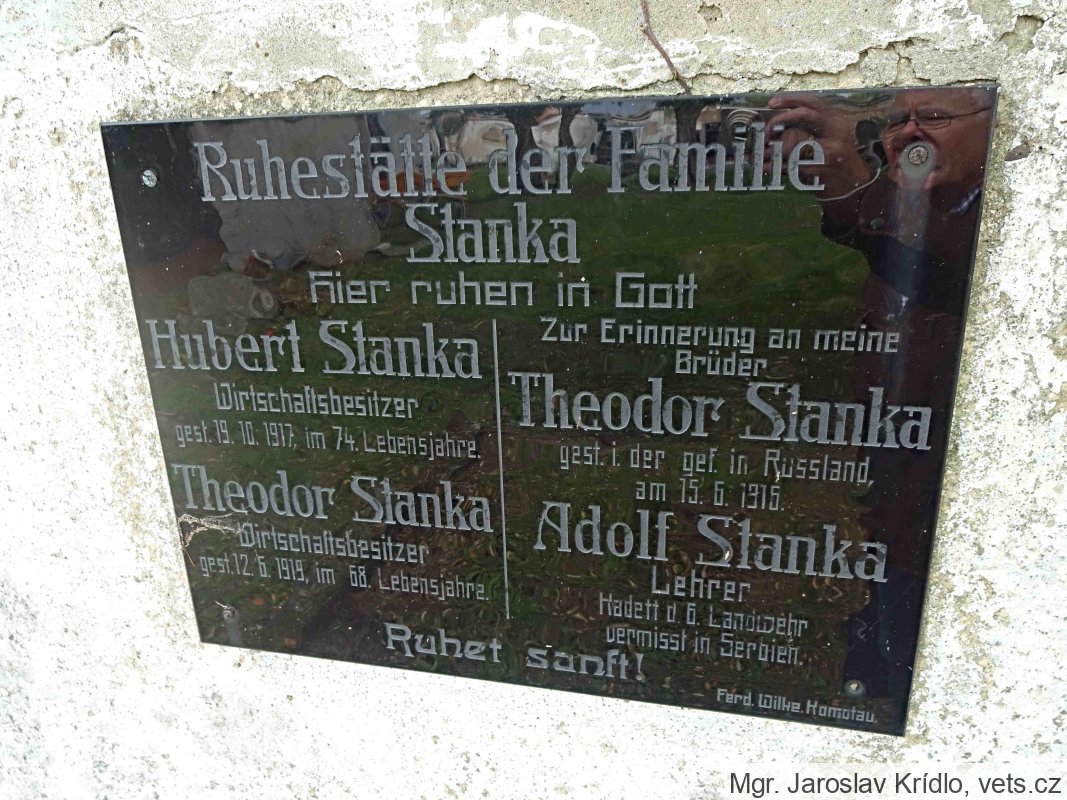 Ruhestätte der Familie
Stanka
Hier ruhen in Gott
Hubert Stanka
Wirtschaftsbesitzer
gest. 19. 10. 1917, im 74. Lebensjahre.
Theodor Stanka
Wirtschaftsbesitzer
gest. 12. 6. 1919, im 68. Lebensjahre.
Zur Erinnerung an meine
Brüder
Theodor Stanka
gest. i. der gef. in Russland,
am 15. 6. 1916.
Adolf Stanka
Lehrer
Kadett d. 6. Landwehr
vermisst in Serbien.
Ruhet sanft!
Ferd. Wilke. Komotau.
Mgr. Jaroslav Krídlo, vets.cz